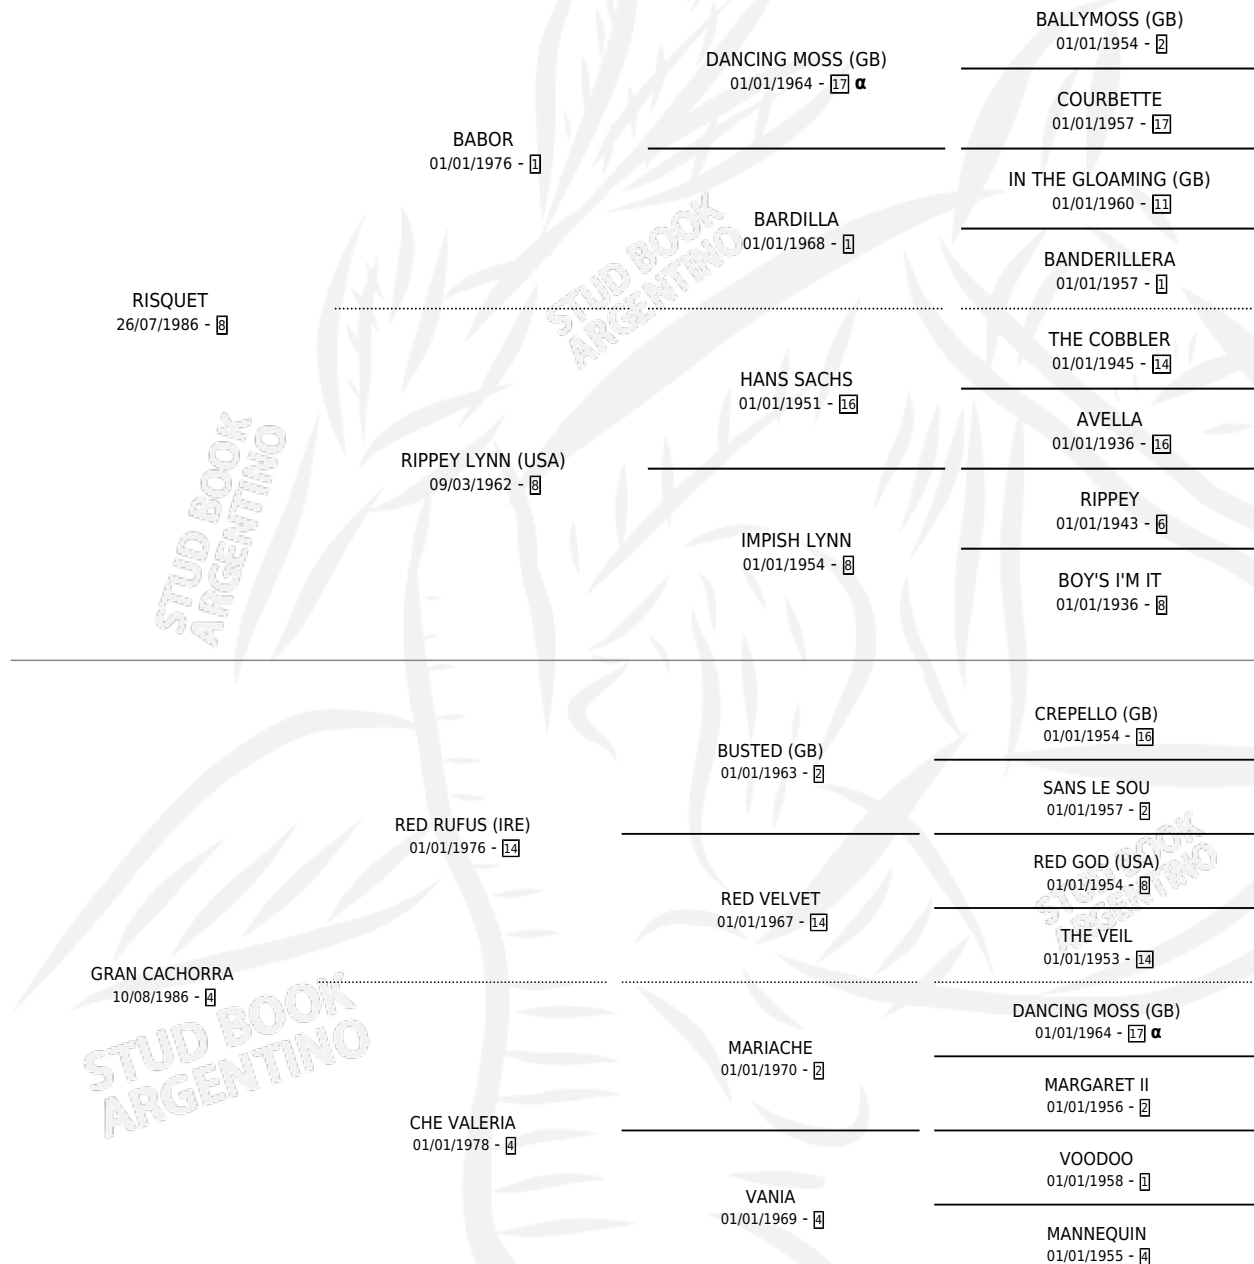 BALLYMOSS (GB)
01/01/1954 - 2
DANCING MOSS (GB)
01/01/1964 - 17 α
COURBETTE
01/01/1957 - 17
BABOR
01/01/1976 - 1
IN THE GLOAMING (GB)
01/01/1960 - 11
BARDILLA
01/01/1968 - 1
BANDERILLERA
01/01/1957 - 1
RISQUET
26/07/1986 - 8
THE COBBLER
01/01/1945 - 14
HANS SACHS
01/01/1951 - 16
AVELLA
01/01/1936 - 16
RIPPEY LYNN (USA)
09/03/1962 - 8
RIPPEY
01/01/1943 - 6
IMPISH LYNN
01/01/1954 - 8
BOY'S I'M IT
01/01/1936 - 8
CREPELLO (GB)
01/01/1954 - 16
BUSTED (GB)
01/01/1963 - 2
SANS LE SOU
01/01/1957 - 2
RED RUFUS (IRE)
01/01/1976 - 14
RED GOD (USA)
01/01/1954 - 8
RED VELVET
01/01/1967 - 14
THE VEIL
01/01/1953 - 14
GRAN CACHORRA
10/08/1986 - 4
DANCING MOSS (GB)
01/01/1964 - 17 α
MARIACHE
01/01/1970 - 2
MARGARET II
01/01/1956 - 2
CHE VALERIA
01/01/1978 - 4
VOODOO
01/01/1958 - 1
VANIA
01/01/1969 - 4
MANNEQUIN
01/01/1955 - 4
STUD BOOK
ARGENTINO
STUD BOOK
ARGENTINO
STUD BOOK
ARGENTINO
STUD BOOK
ARGENTINO